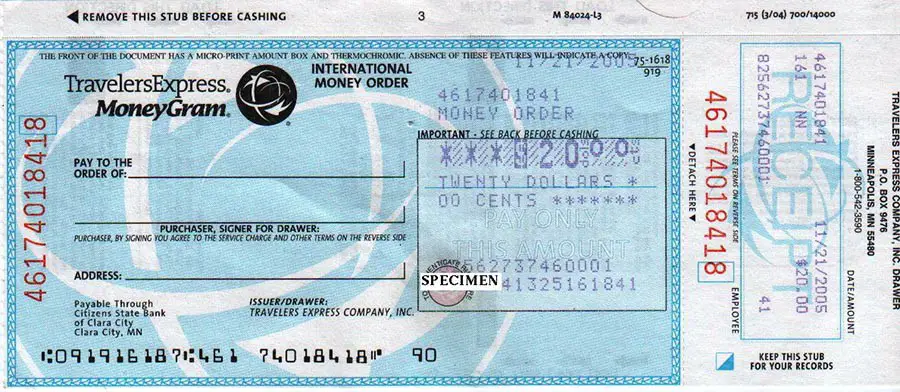 ◀ REMOVE THIS STUB BEFORE CASHING
3
M 84024-L3
715 (3/04) 700/14000
THE FRONT OF THE DOCUMENT HAS A MICRO-PRINT AMOUNT BOX AND THERMOCHROMIC. ABSENCE OF THESE FEATURES WILL INDICATE A COPY.
11/21/2005
75-1618
919
TravelersExpress®
MoneyGram®
INTERNATIONAL
MONEY ORDER
4617401841
MONEY ORDER
IMPORTANT - SEE BACK BEFORE CASHING
***$20.00
TWENTY DOLLARS *
00 CENTS *******
PAY ONLY
THIS AMOUNT
562737460001
41325161841
SPECIMEN
46174018418
PAY TO THE
ORDER OF:
PURCHASER, SIGNER FOR DRAWER:
PURCHASER, BY SIGNING YOU AGREE TO THE SERVICE CHARGE AND OTHER TERMS ON THE REVERSE SIDE
ADDRESS:
Payable Through
Citizens State Bank
of Clara City
Clara City, MN
ISSUER/DRAWER:
TRAVELERS EXPRESS COMPANY, INC.
⑆091916187⑆461 74018418⑈ 90
▼DETACH HERE▼
46174018418
PLEASE SEE TERMS ON REVERSE SIDE
EMPLOYEE
RECEIPT
4617401841 11/21/2005
161 NN $20.00
82562737460001 41
DATE/AMOUNT
TRAVELERS EXPRESS COMPANY, INC. DRAWER
P.O. BOX 9476
MINNEAPOLIS, MN 55480
1-800-542-3590
KEEP THIS STUB
FOR YOUR RECORDS